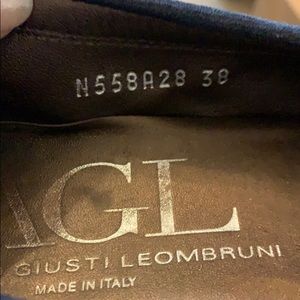 N558A28 38
AGL
GIUSTI LEOMBRUNI
MADE IN ITALY